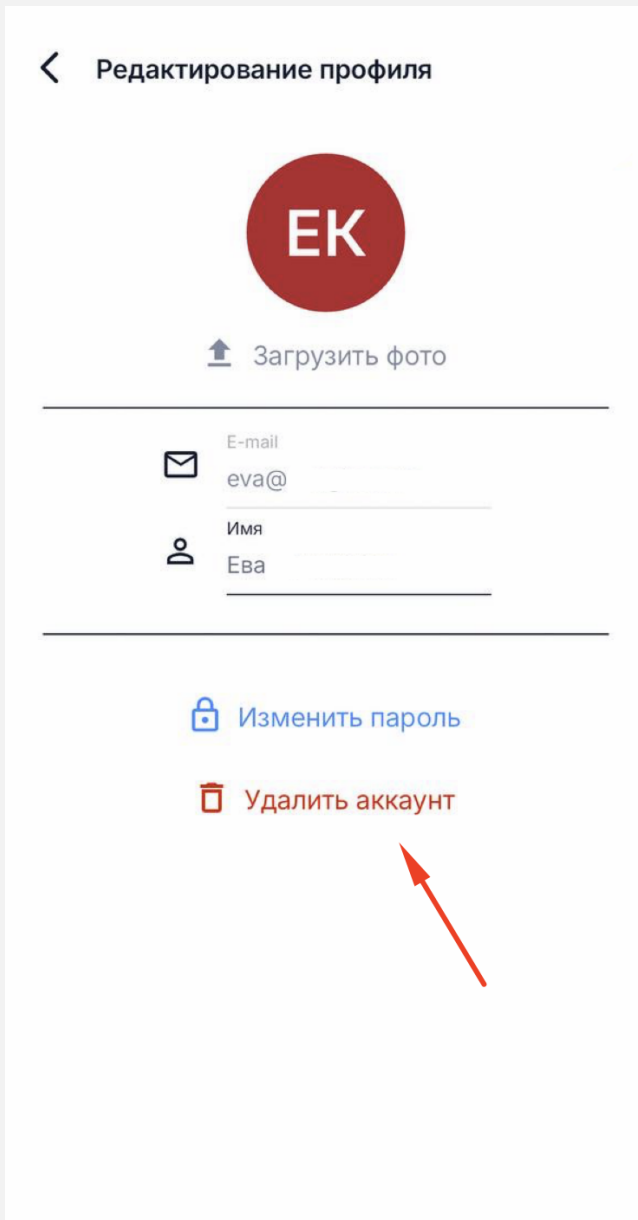 Редактирование профиля
EK
Загрузить фото
E-mail
eva@
Имя
Ева
Изменить пароль
Удалить аккаунт